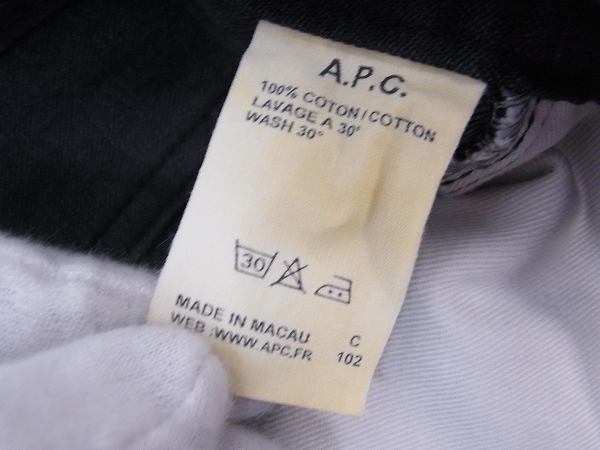 A.P.C.
100% COTON/COTTON
LAVAGE A 30°
WASH 30°
30
MADE IN MACAU C
WEB :WWW.APC.FR 102